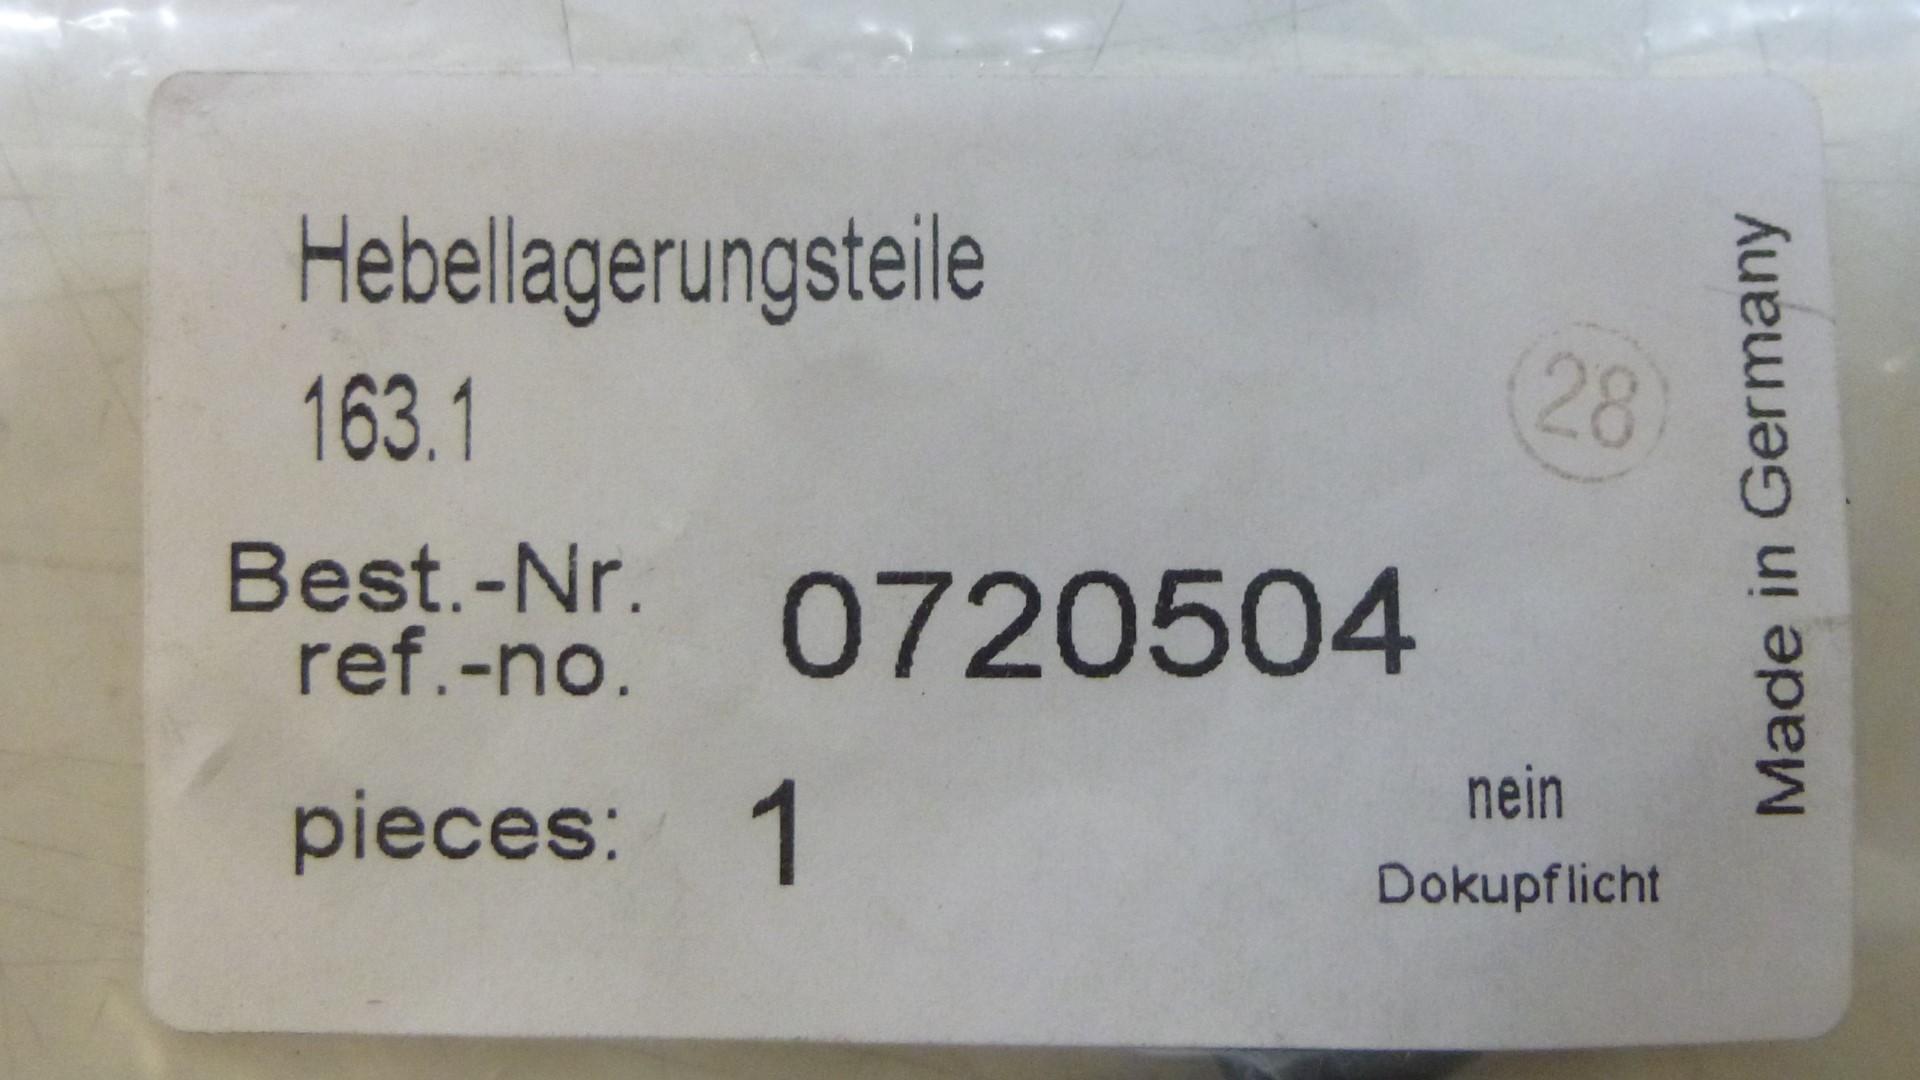 Hebellagerungsteile
163.1
28
Best.-Nr.
ref.-no.
0720504
pieces: 1
nein
Dokupflicht
Made in Germany